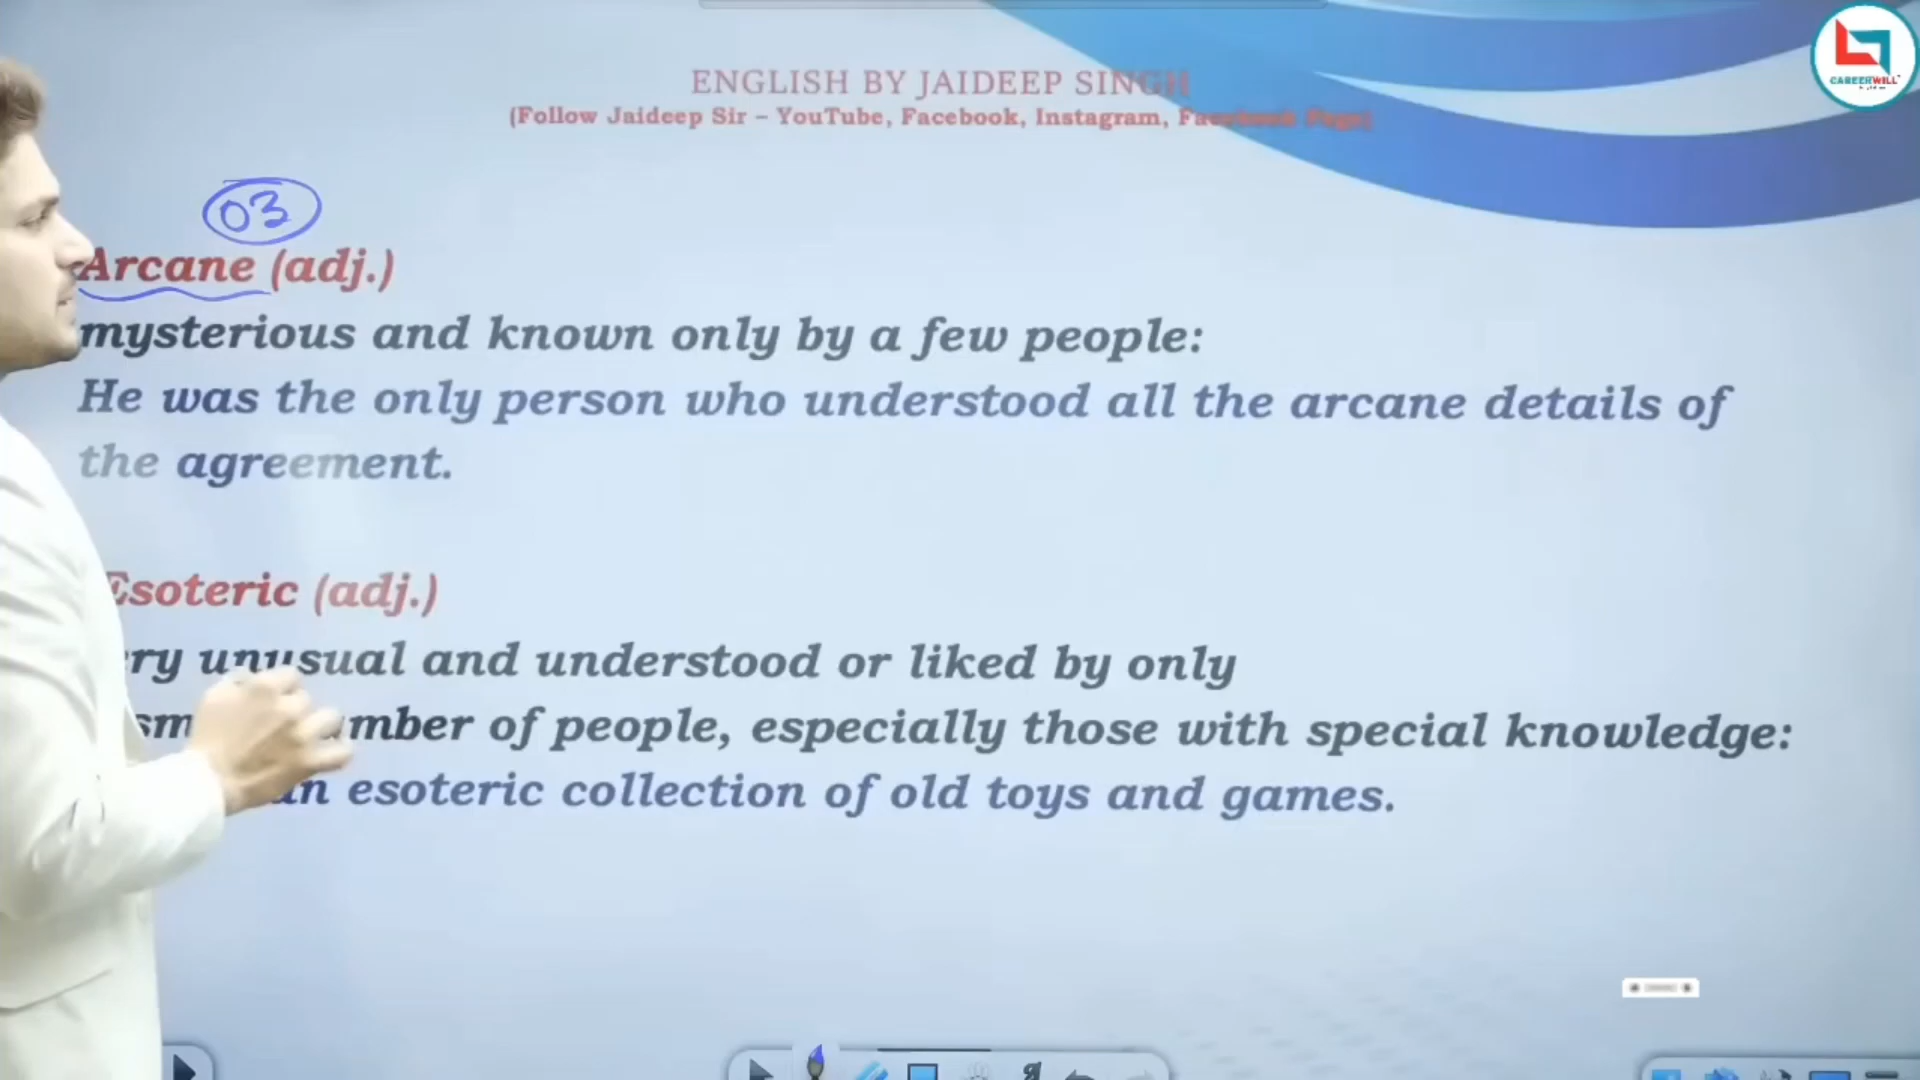 ENGLISH BY JAIDEEP SINGH
(Follow Jaideep Sir – YouTube, Facebook, Instagram, Facebook Page)
CAREERWILL
03
Arcane (adj.)
mysterious and known only by a few people:
He was the only person who understood all the arcane details of
the agreement.
Esoteric (adj.)
unusual and understood or liked by only
of people, especially those with special knowledge:
an esoteric collection of old toys and games.